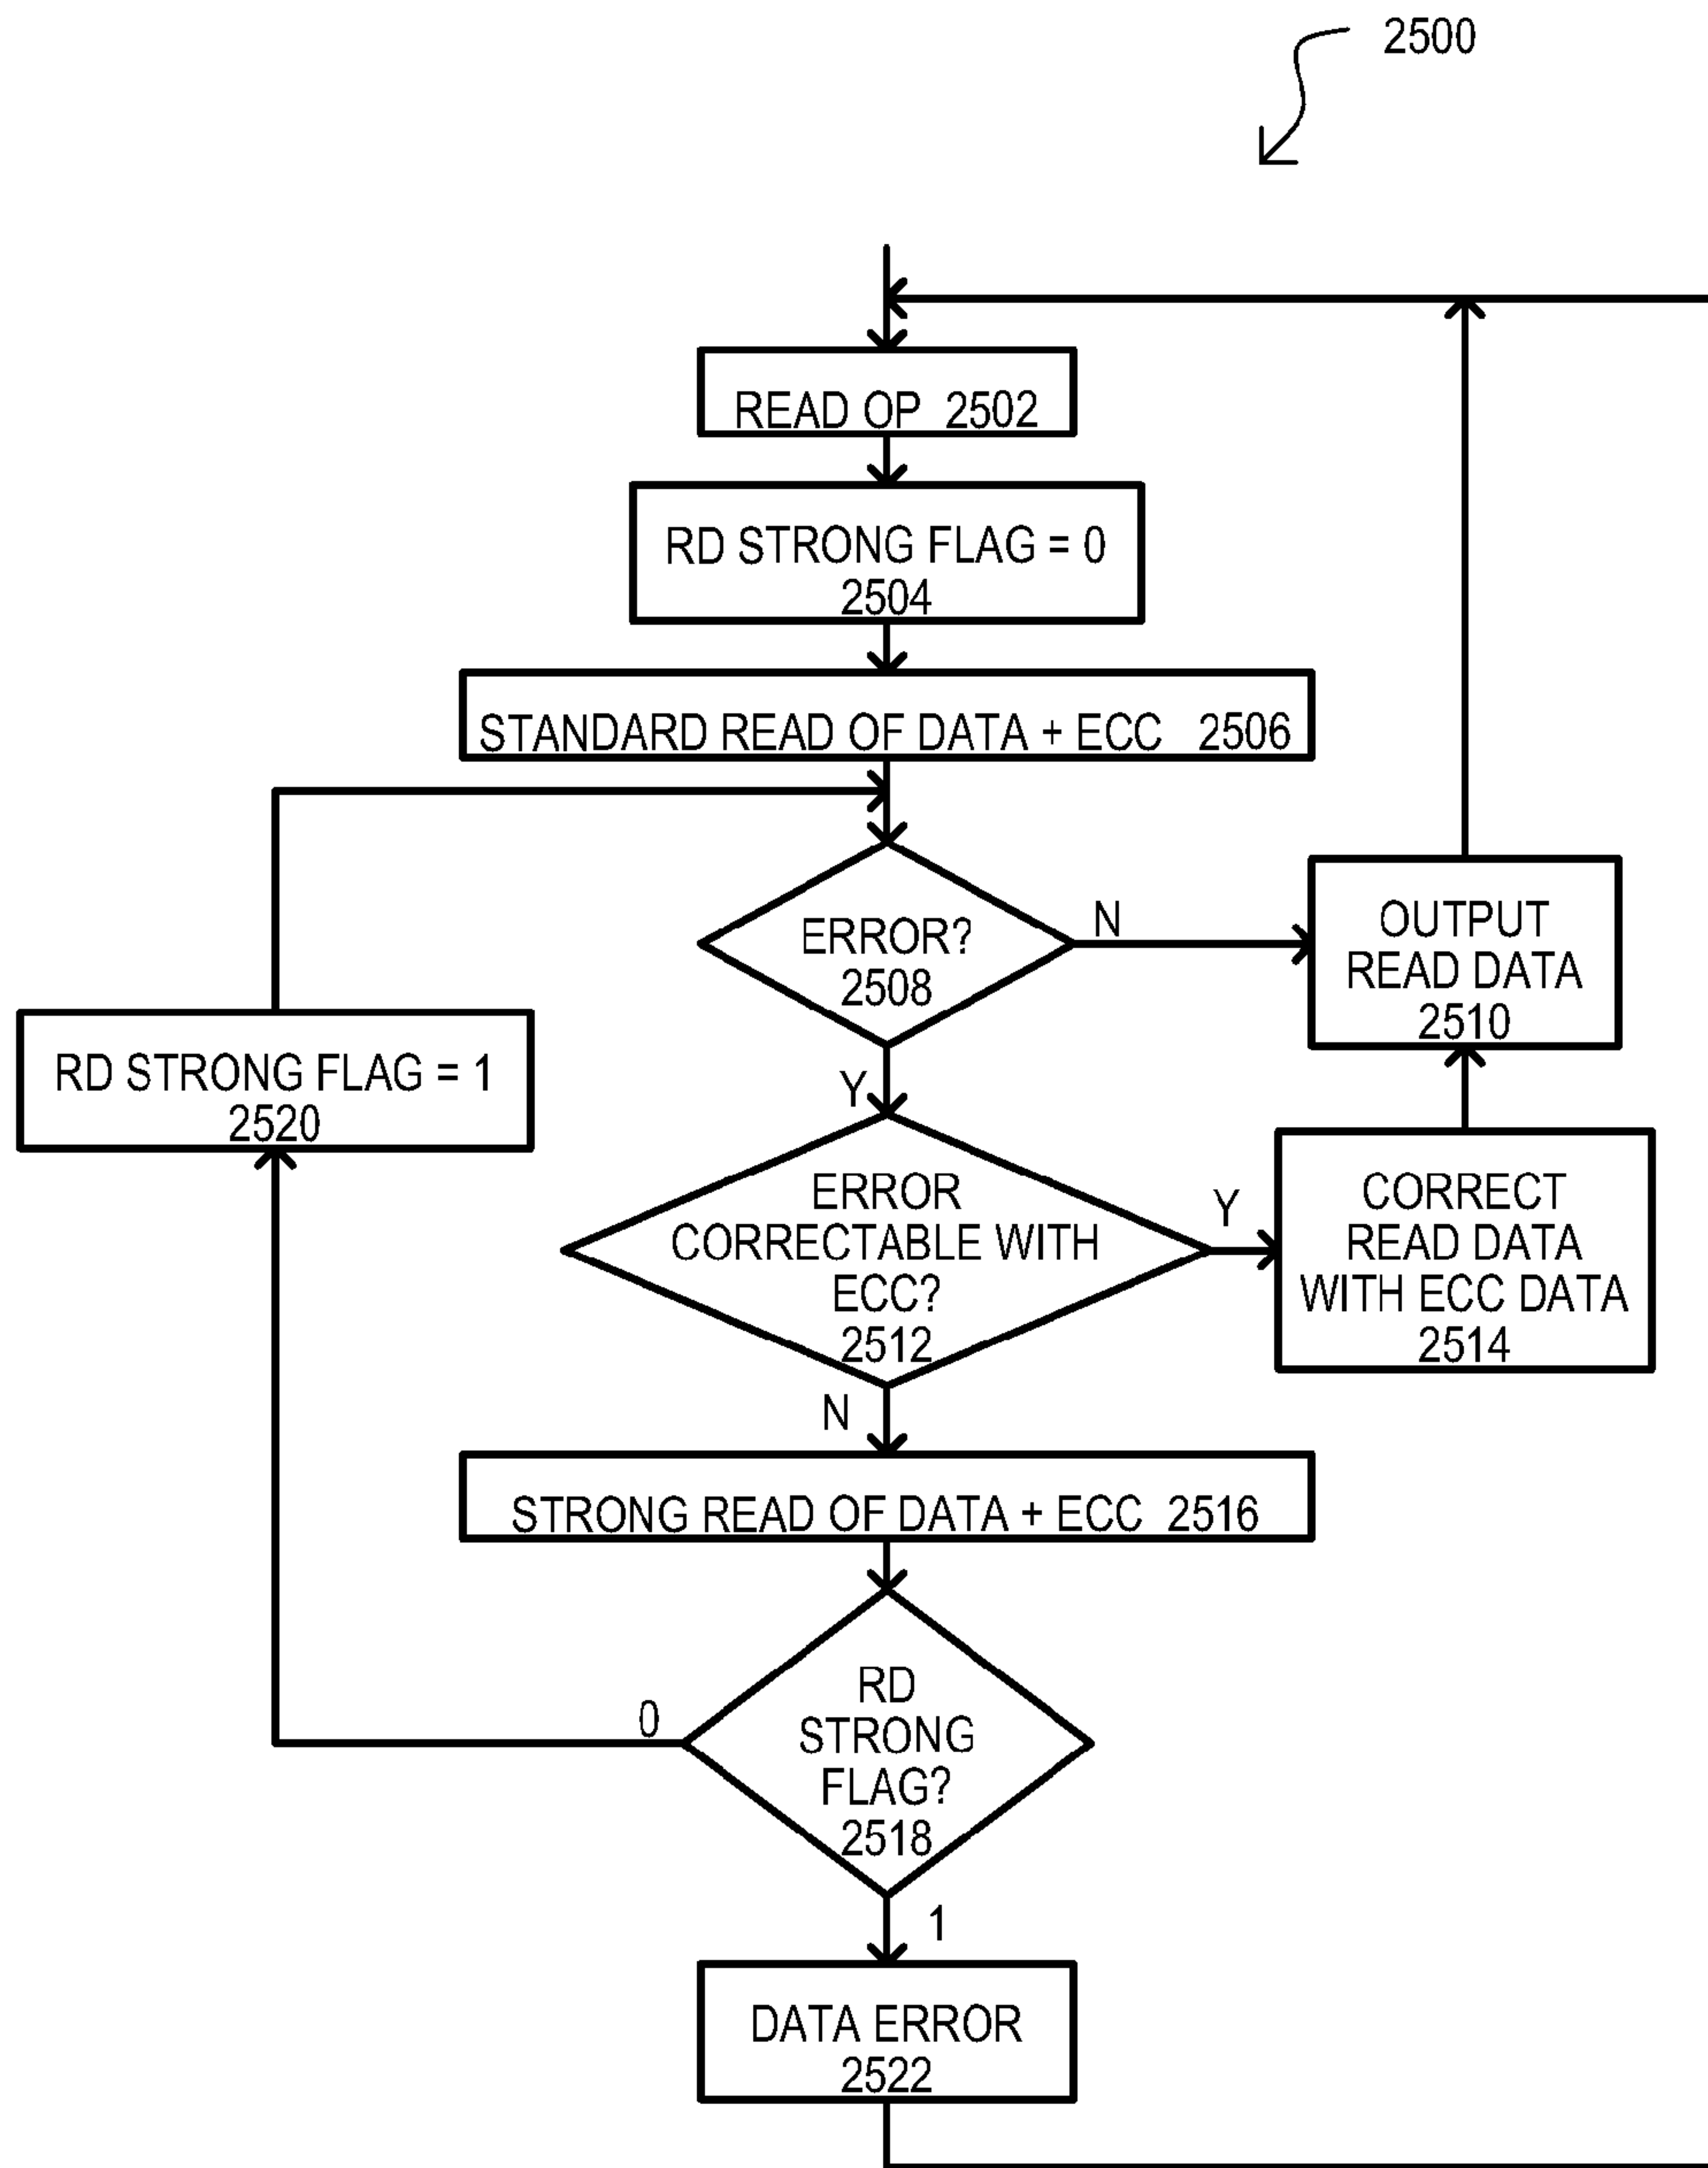 2500
READ OP 2502
RD STRONG FLAG = 0
2504
STANDARD READ OF DATA + ECC 2506
ERROR?
2508
N
OUTPUT
READ DATA
2510
RD STRONG FLAG = 1
2520
Y
ERROR
CORRECTABLE WITH
ECC?
2512
Y
CORRECT
READ DATA
WITH ECC DATA
2514
N
STRONG READ OF DATA + ECC 2516
RD
STRONG
FLAG?
2518
0
1
DATA ERROR
2522